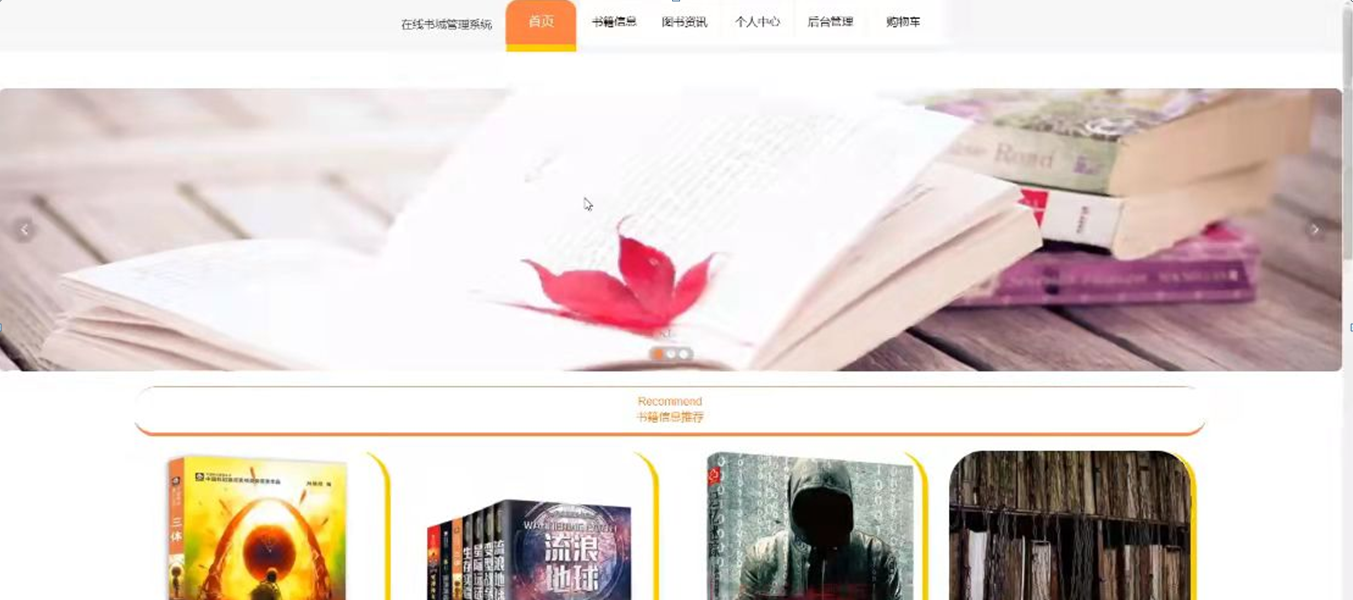 在线书城管理系统
首页
书籍信息
图书资讯
个人中心
后台管理
购物车
Road
Recommend
书籍信息推荐
三体
流浪
地球